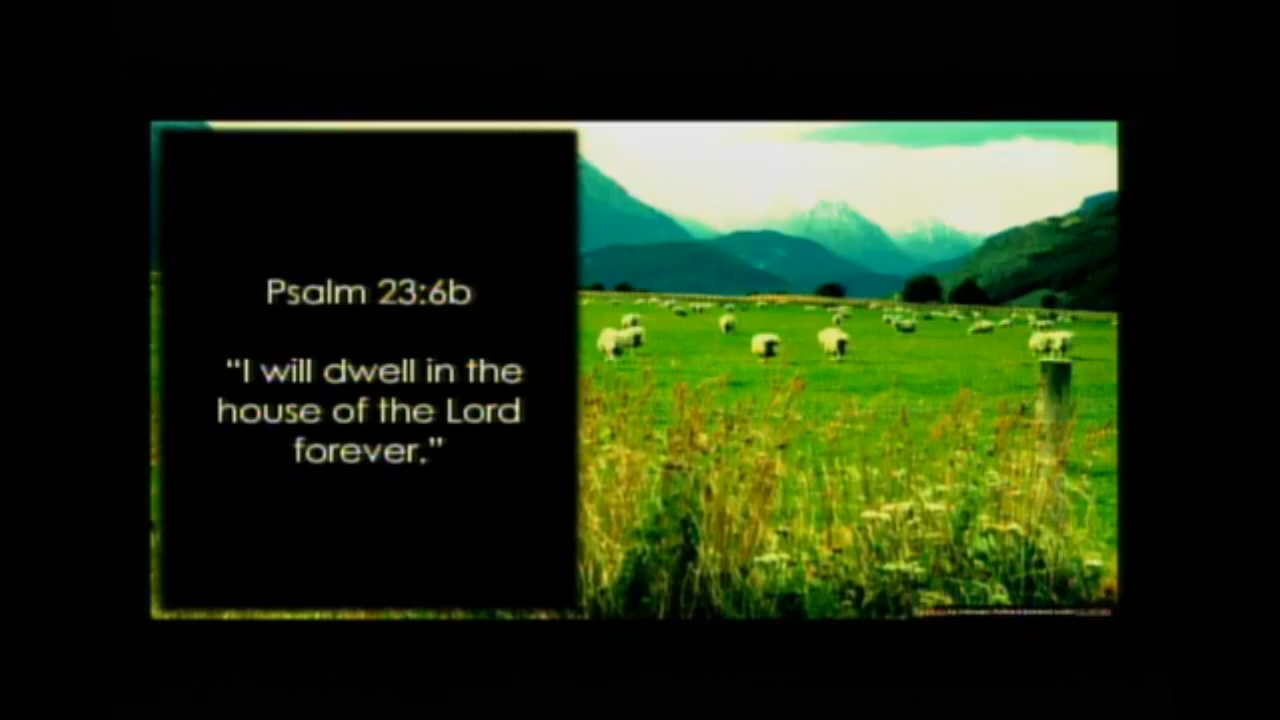 Psalm 23:6b
“I will dwell in the
house of the Lord
forever.”